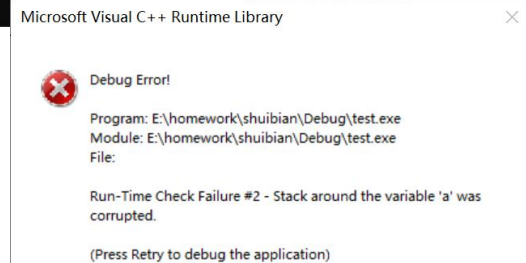 Microsoft Visual C++ Runtime Library
Debug Error!
Program: E:\homework\shuibian\Debug\test.exe
Module: E:\homework\shuibian\Debug\test.exe
File:
Run-Time Check Failure #2 - Stack around the variable 'a' was
corrupted.
(Press Retry to debug the application)